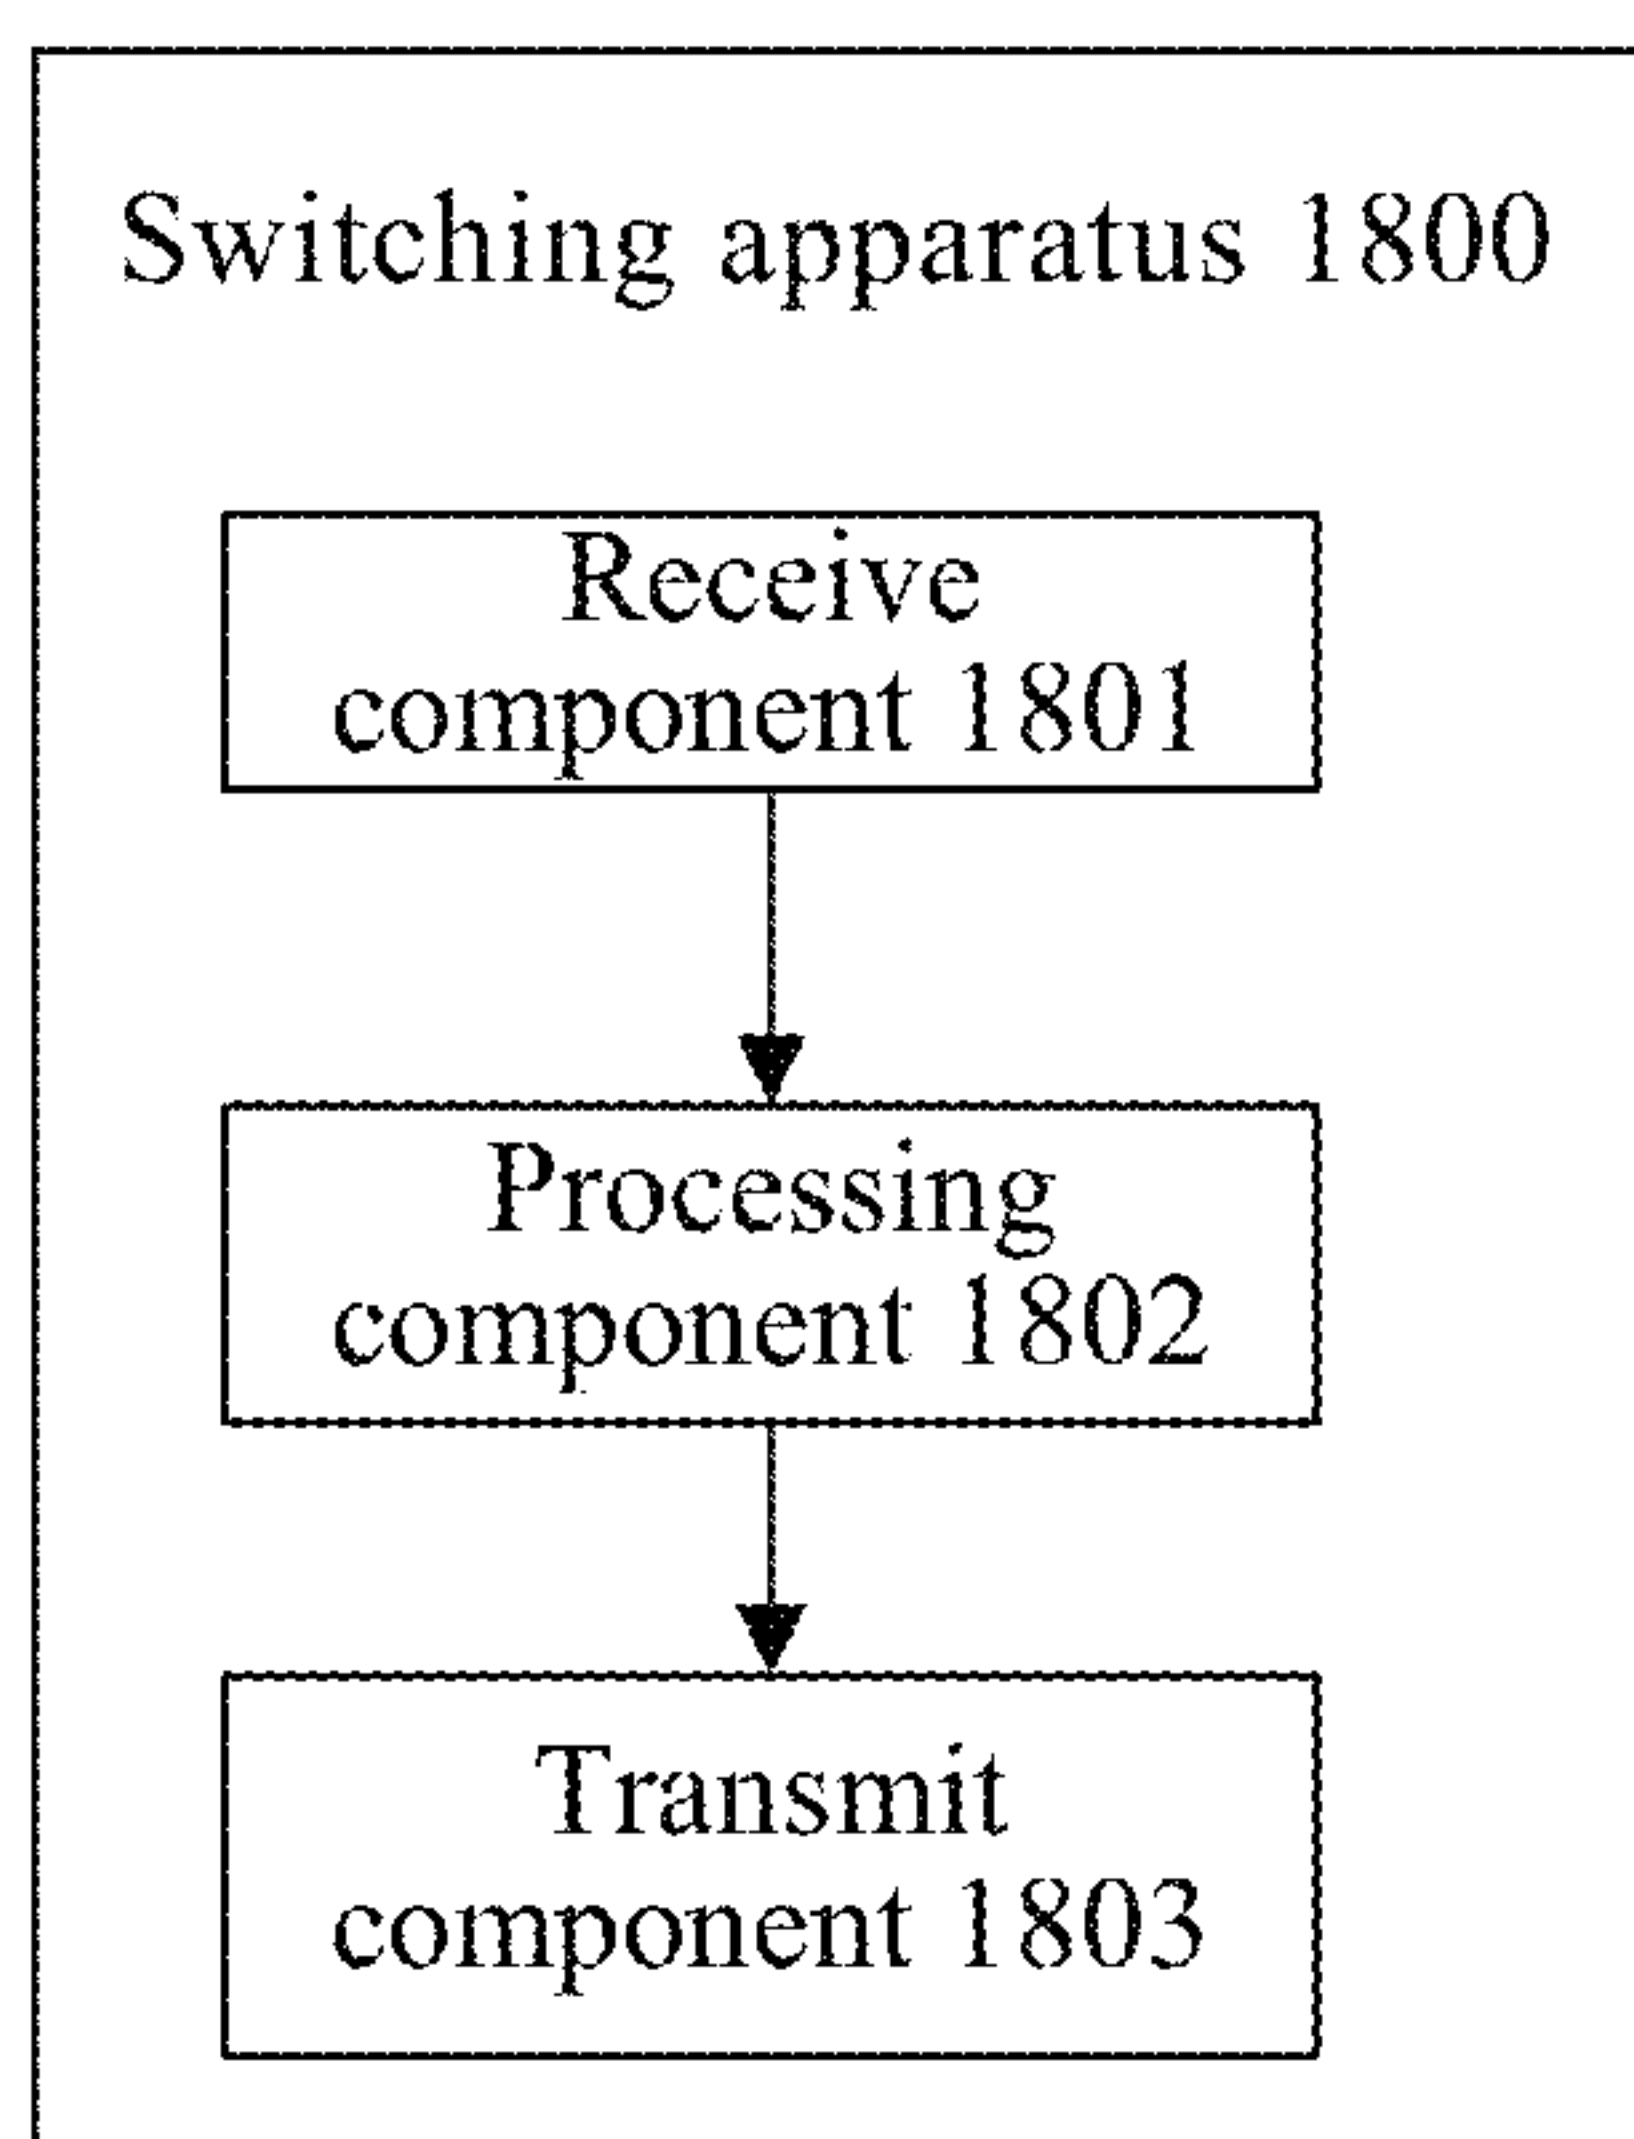 Switching apparatus 1800
Receive
component 1801
Processing
component 1802
Transmit
component 1803